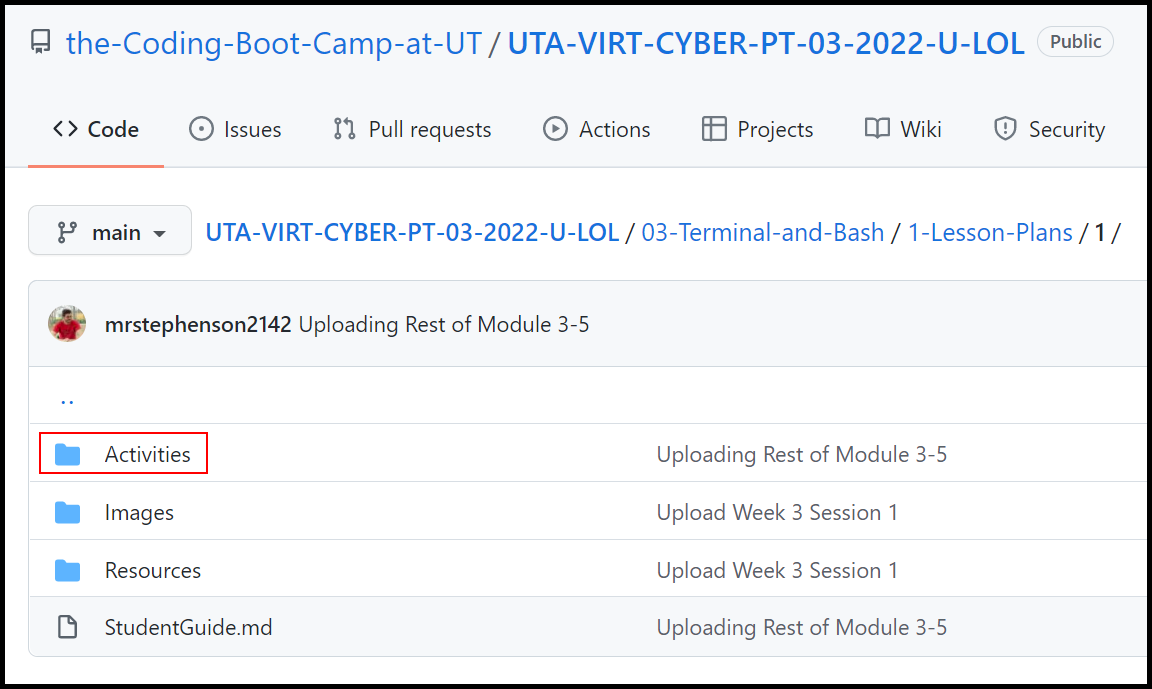 the-Coding-Boot-Camp-at-UT / UTA-VIRT-CYBER-PT-03-2022-U-LOL Public
Code Issues Pull requests Actions Projects Wiki Security
main UTA-VIRT-CYBER-PT-03-2022-U-LOL / 03-Terminal-and-Bash / 1-Lesson-Plans / 1 /
mrstephenson2142 Uploading Rest of Module 3-5
..
Activities Uploading Rest of Module 3-5
Images Upload Week 3 Session 1
Resources Upload Week 3 Session 1
StudentGuide.md Uploading Rest of Module 3-5